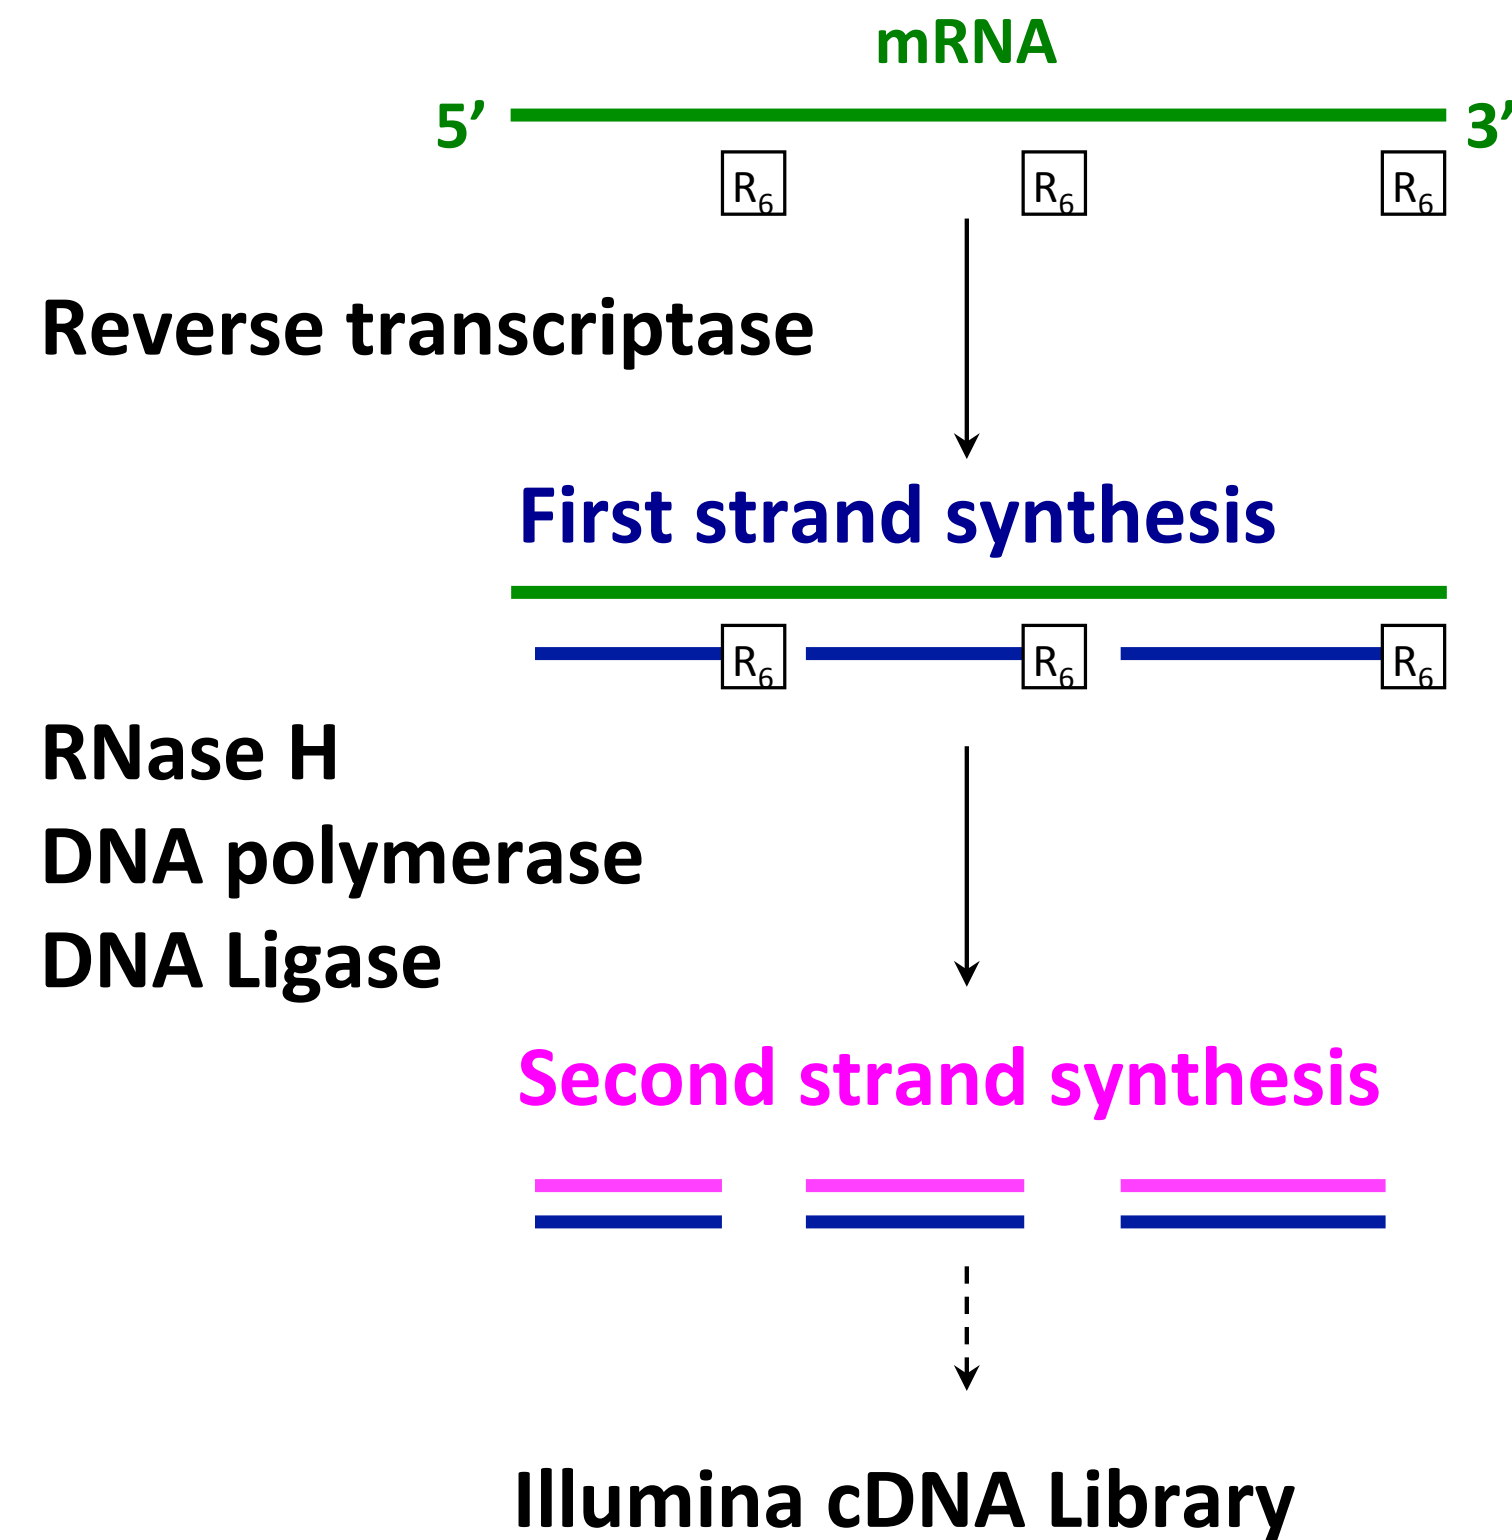 mRNA
5’ 3’
R6 R6 R6
Reverse transcriptase
First strand synthesis
R6 R6 R6
RNase H
DNA polymerase
DNA Ligase
Second strand synthesis
Illumina cDNA Library